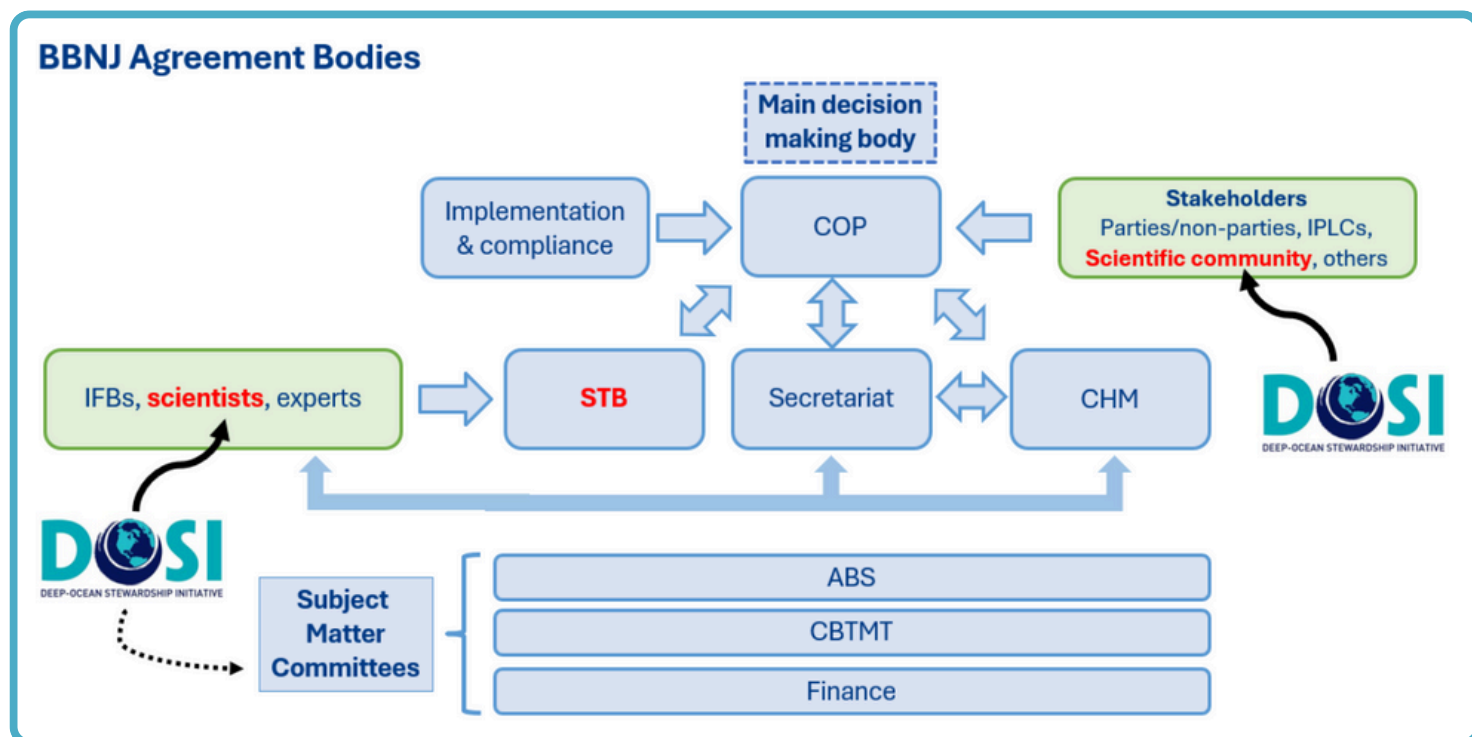 BBNJ Agreement Bodies
Main decision
making body
Implementation
& compliance
COP
Stakeholders
Parties/non-parties, IPLCs,
Scientific community, others
IFBs, scientists, experts
STB
Secretariat
CHM
DOSI
DEEP-OCEAN STEWARDSHIP INITIATIVE
DOSI
DEEP-OCEAN STEWARDSHIP INITIATIVE
Subject
Matter
Committees
ABS
CBTMT
Finance